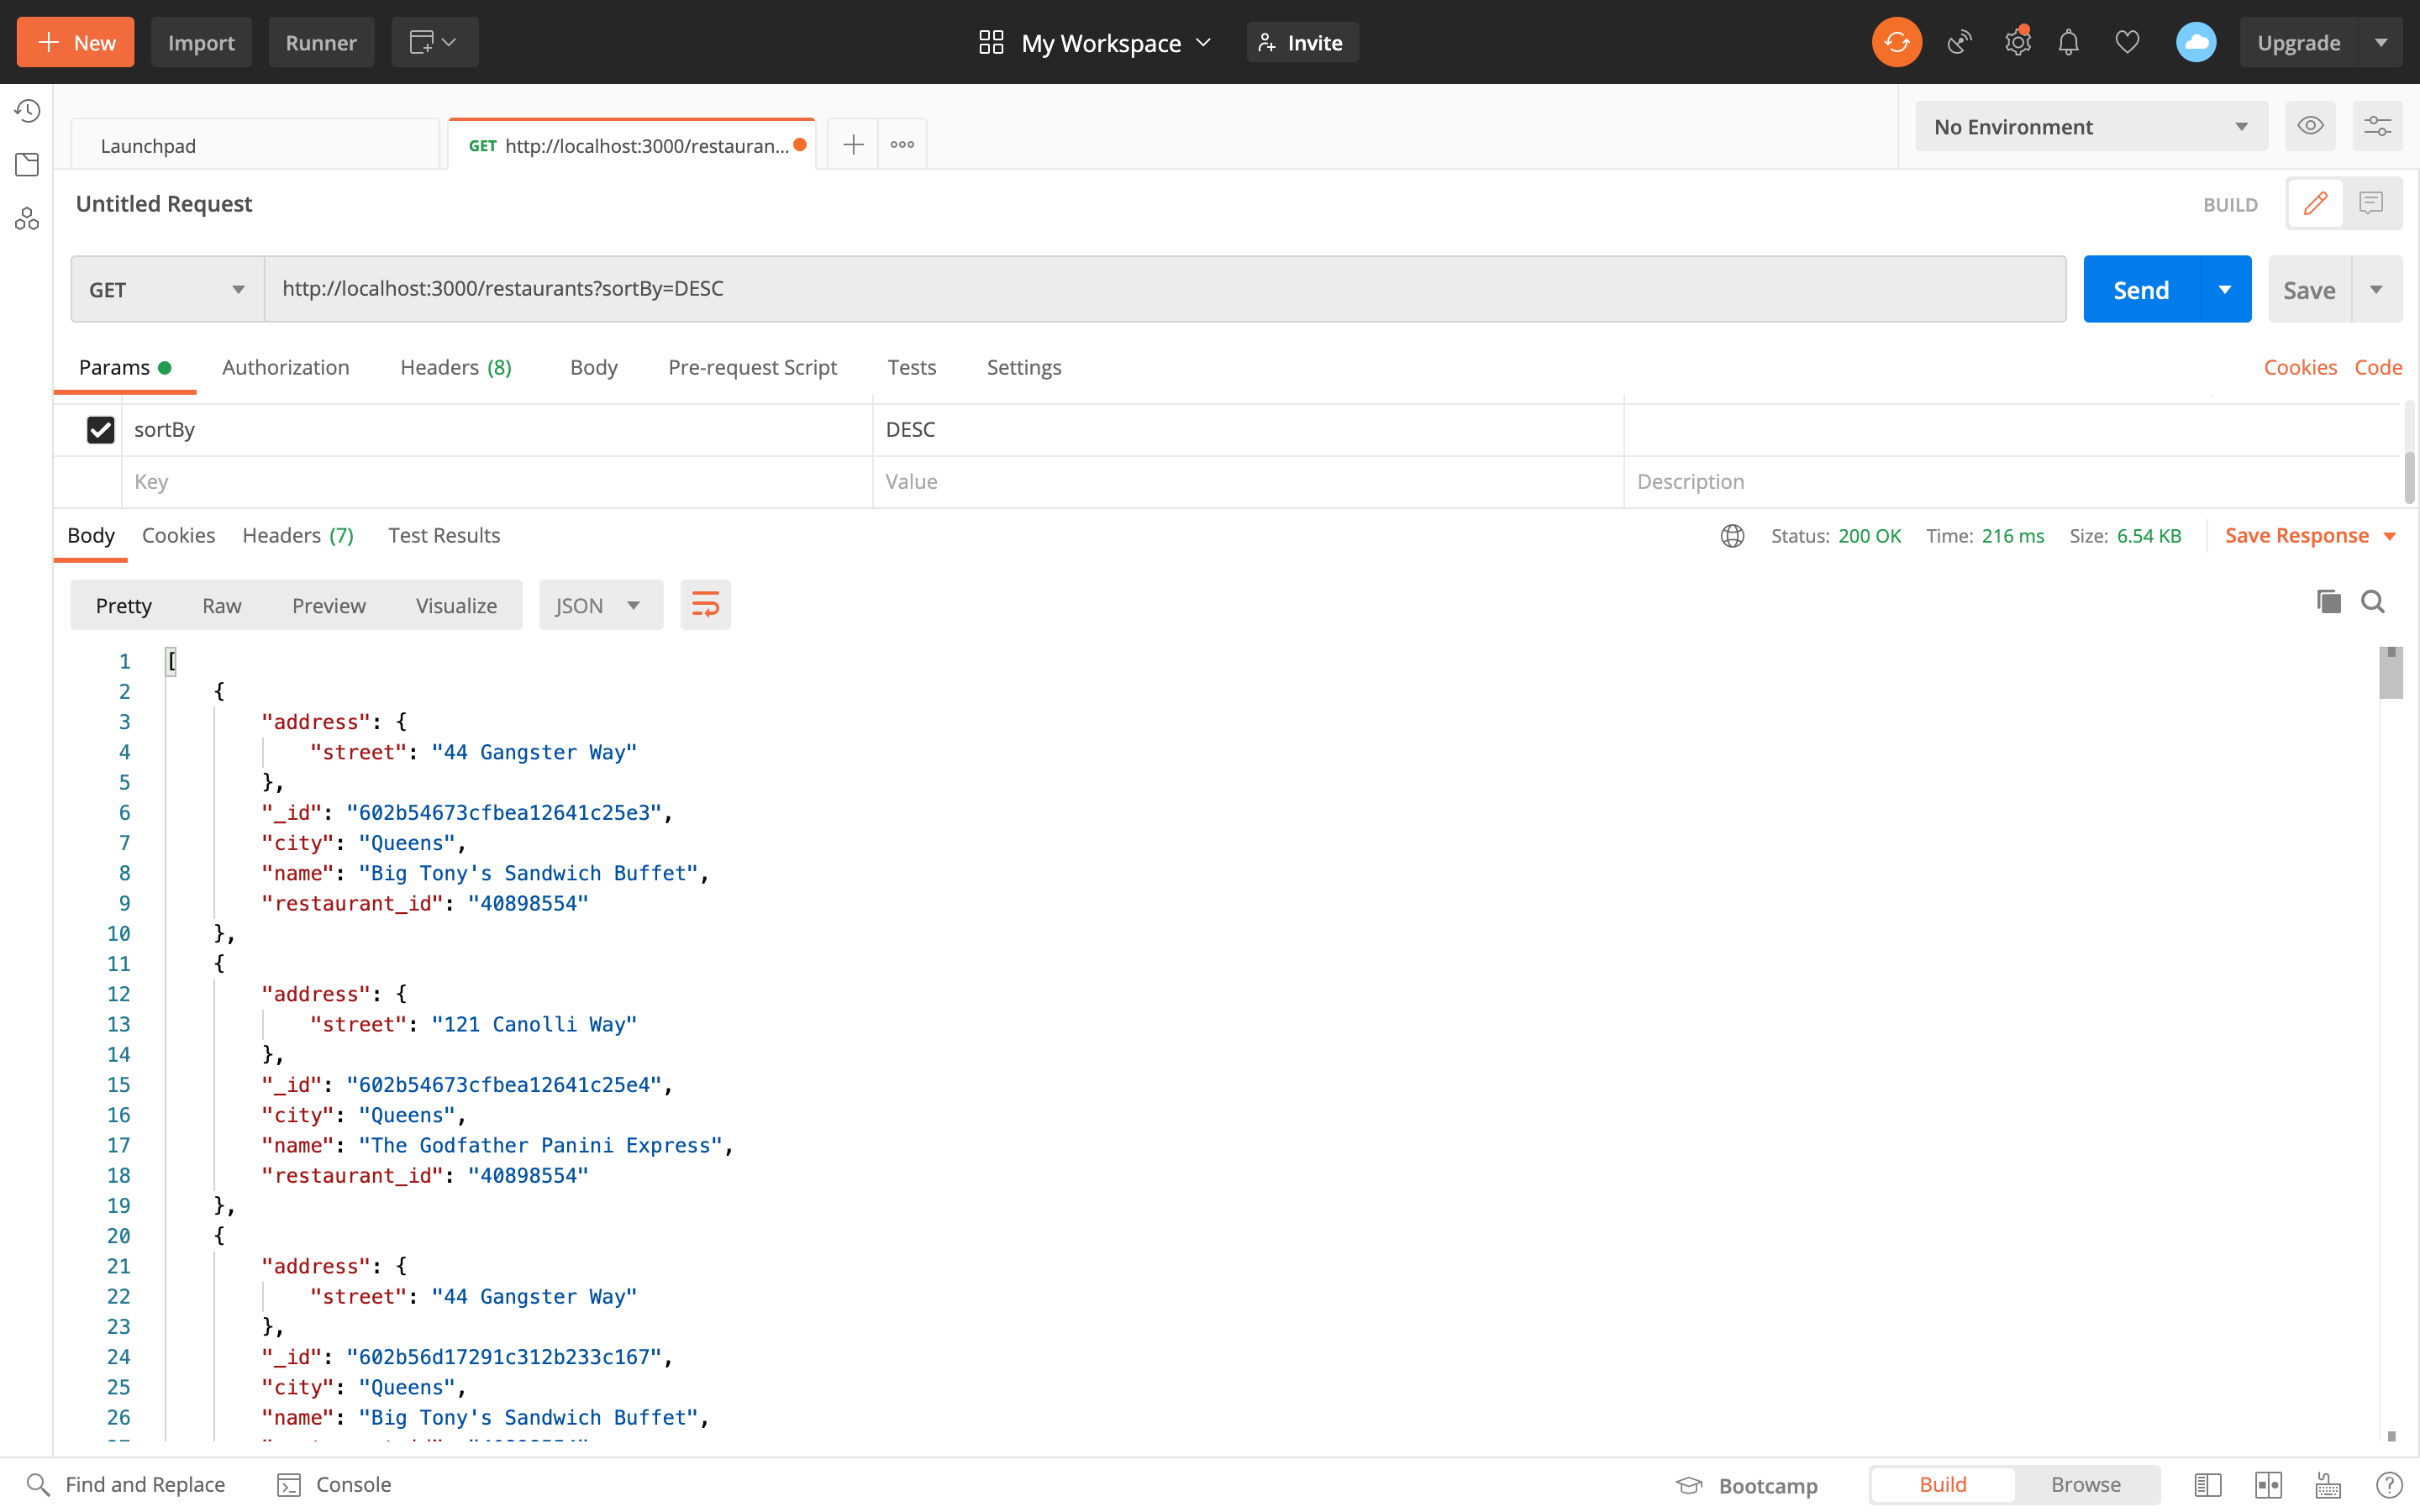 New Import Runner My Workspace Invite Upgrade
Launchpad GET http://localhost:3000/restauran... No Environment
Untitled Request BUILD
GET http://localhost:3000/restaurants?sortBy=DESC Send Save
Params Authorization Headers (8) Body Pre-request Script Tests Settings Cookies Code
sortBy DESC
Key Value Description
Body Cookies Headers (7) Test Results Status: 200 OK Time: 216 ms Size: 6.54 KB Save Response
Pretty Raw Preview Visualize JSON
1 [
2 {
3 "address": {
4 "street": "44 Gangster Way"
5 },
6 "_id": "602b54673cfbea12641c25e3",
7 "city": "Queens",
8 "name": "Big Tony's Sandwich Buffet",
9 "restaurant_id": "40898554"
10 },
11 {
12 "address": {
13 "street": "121 Canolli Way"
14 },
15 "_id": "602b54673cfbea12641c25e4",
16 "city": "Queens",
17 "name": "The Godfather Panini Express",
18 "restaurant_id": "40898554"
19 },
20 {
21 "address": {
22 "street": "44 Gangster Way"
23 },
24 "_id": "602b56d17291c312b233c167",
25 "city": "Queens",
26 "name": "Big Tony's Sandwich Buffet",
Find and Replace Console Bootcamp Build Browse